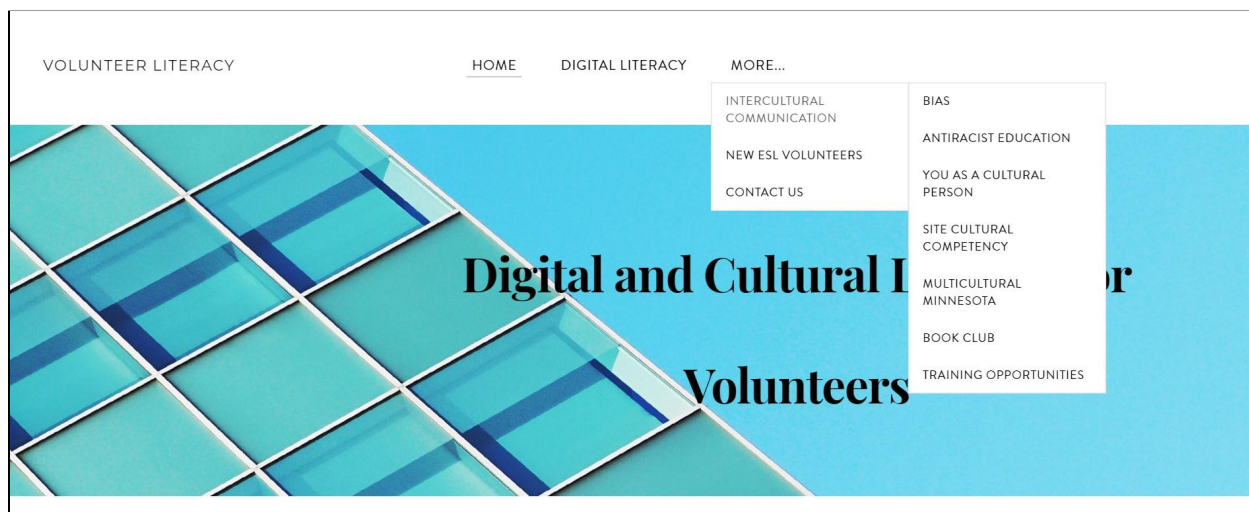 VOLUNTEER LITERACY
HOME
DIGITAL LITERACY
MORE...
INTERCULTURAL
COMMUNICATION
NEW ESL VOLUNTEERS
CONTACT US
BIAS
ANTIRACIST EDUCATION
YOU AS A CULTURAL
PERSON
SITE CULTURAL
COMPETENCY
MULTICULTURAL
MINNESOTA
BOOK CLUB
TRAINING OPPORTUNITIES
Digital and Cultural
Volunteers